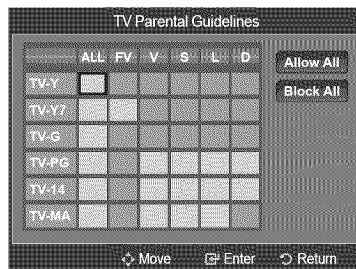 TV Parental Guidelines
ALL FV V S L D
Allow All
Block All
TV-Y
TV-Y7
TV-G
TV-PG
TV-14
TV-MA
Move Enter Return